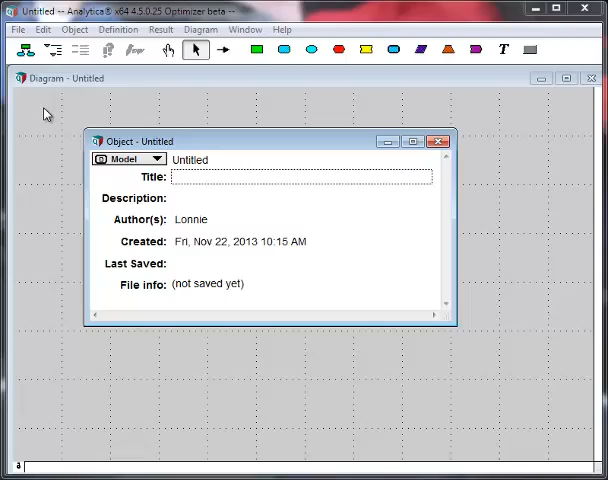 Untitled -- Analytica® x64 4.5.0.25 Optimizer beta --
File Edit Object Definition Result Diagram Window Help
T
Diagram - Untitled
Object - Untitled
Model Untitled
Title:
Description:
Author(s): Lonnie
Created: Fri, Nov 22, 2013 10:15 AM
Last Saved:
File info: (not saved yet)
a